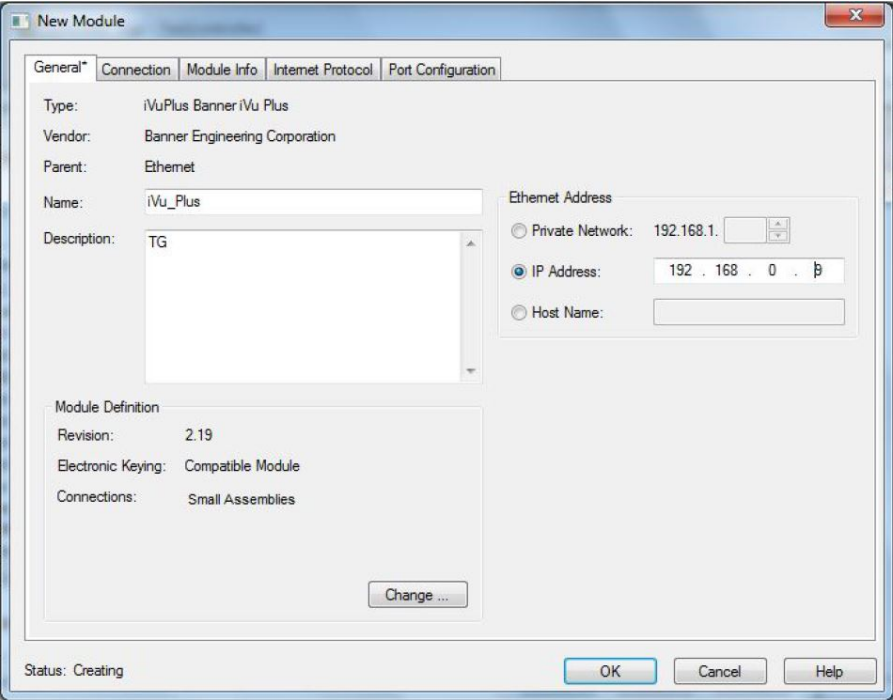 New Module
General* Connection Module Info Internet Protocol Port Configuration
Type: iVuPlus Banner iVu Plus
Vendor: Banner Engineering Corporation
Parent: Ethernet
Name: iVu_Plus
Description: TG
Ethernet Address
Private Network: 192.168.1.
IP Address: 192 . 168 . 0 . 9
Host Name:
Module Definition
Revision: 2.19
Electronic Keying: Compatible Module
Connections: Small Assemblies
Change ...
Status: Creating
OK Cancel Help